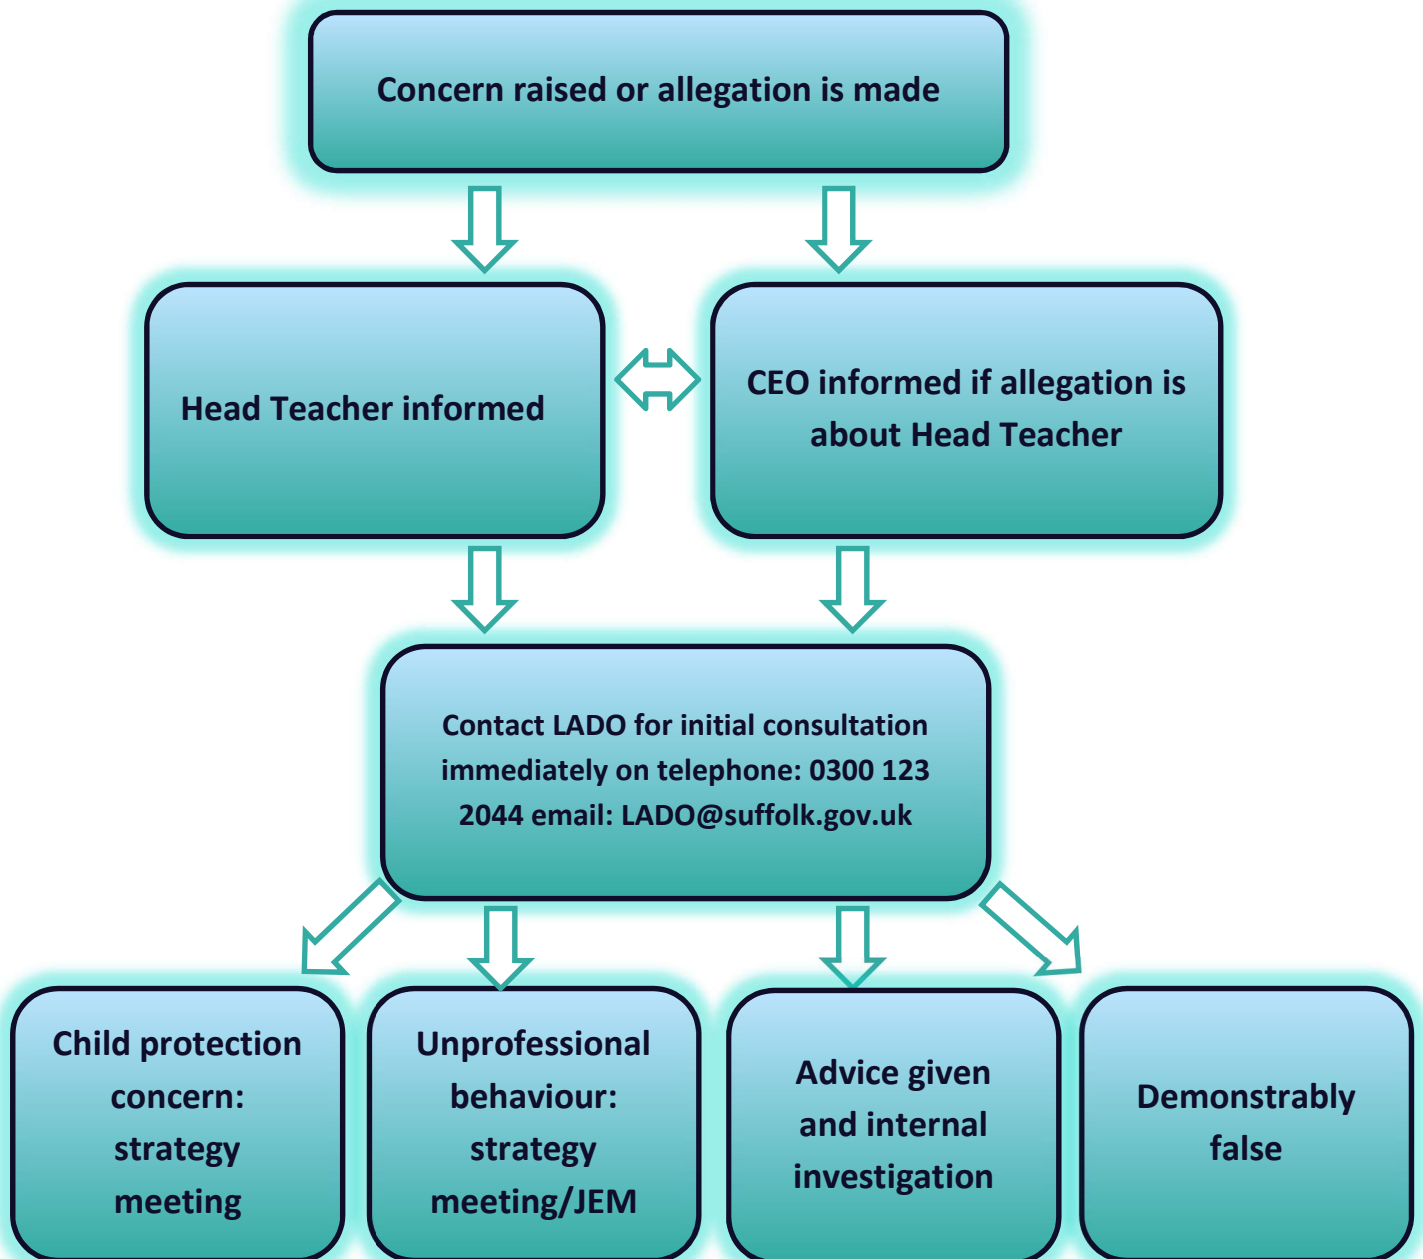 Concern raised or allegation is made
Head Teacher informed
CEO informed if allegation is
about Head Teacher
Contact LADO for initial consultation
immediately on telephone: 0300 123
2044 email: LADO@suffolk.gov.uk
Child protection
concern:
strategy
meeting
Unprofessional
behaviour:
strategy
meeting/JEM
Advice given
and internal
investigation
Demonstrably
false